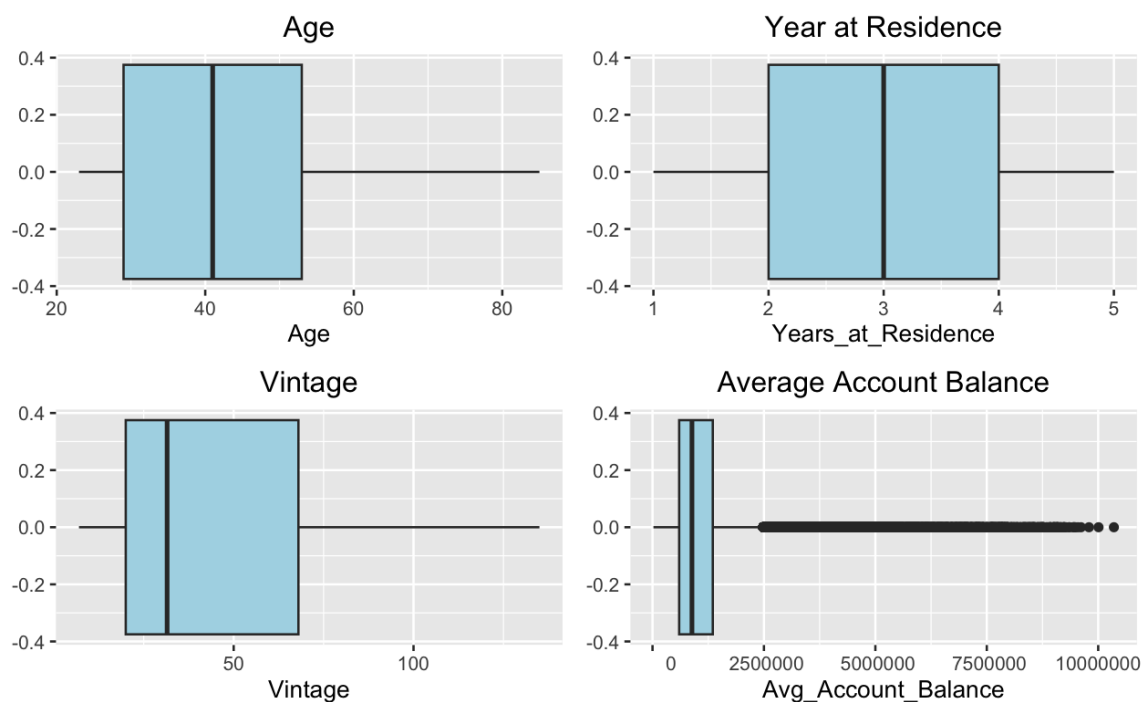 Age
0.4
0.2
0.0
-0.2
-0.4
20 40 60 80
Age
Year at Residence
0.4
0.2
0.0
-0.2
-0.4
1 2 3 4 5
Years_at_Residence
Vintage
0.4
0.2
0.0
-0.2
-0.4
50 100
Vintage
Average Account Balance
0.4
0.2
0.0
-0.2
-0.4
0 2500000 5000000 7500000 10000000
Avg_Account_Balance